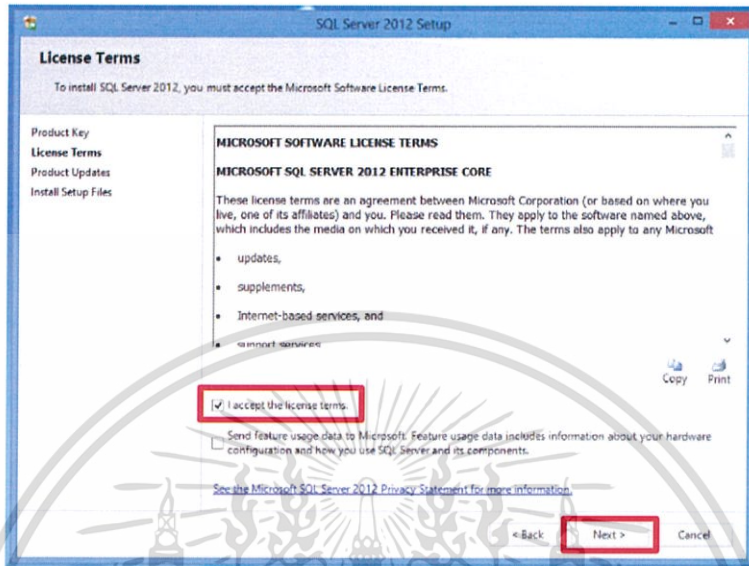 SQL Server 2012 Setup
License Terms
To install SQL Server 2012, you must accept the Microsoft Software License Terms.
Product Key
License Terms
Product Updates
Install Setup Files
MICROSOFT SOFTWARE LICENSE TERMS
MICROSOFT SQL SERVER 2012 ENTERPRISE CORE
These license terms are an agreement between Microsoft Corporation (or based on where you
live, one of its affiliates) and you. Please read them. They apply to the software named above,
which includes the media on which you received it, if any. The terms also apply to any Microsoft
• updates,
• supplements,
• Internet-based services, and
• support services
Copy Print
I accept the license terms.
Send feature usage data to Microsoft. Feature usage data includes information about your hardware
configuration and how you use SQL Server and its components.
See the Microsoft SQL Server 2012 Privacy Statement for more information.
< Back Next > Cancel